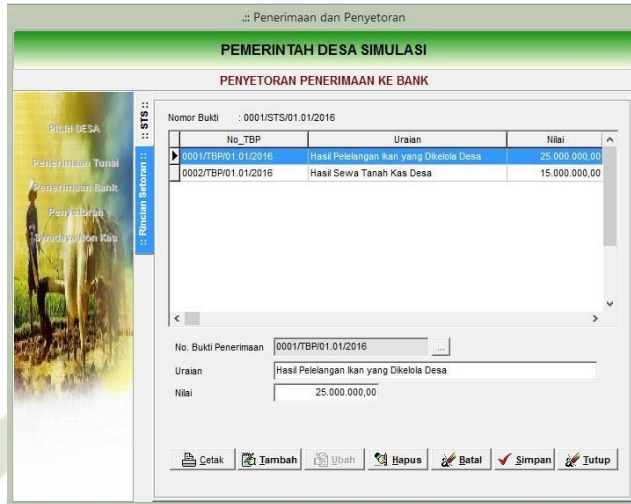 .:: Penerimaan dan Penyetoran
PEMERINTAH DESA SIMULASI
PENYETORAN PENERIMAAN KE BANK
PILIH DESA
Penerimaan Tunai
Penerimaan Bank
Penyetoran
Swadaya Non Kas
:: STS ::
:: Rincian Setoran ::
Nomor Bukti : 0001/STS/01.01/2016
No_TBP Uraian Nilai
0001/TBP/01.01/2016 Hasil Pelelangan Ikan yang Dikelola Desa 25.000.000,00
0002/TBP/01.01/2016 Hasil Sewa Tanah Kas Desa 15.000.000,00
No. Bukti Penerimaan 0001/TBP/01.01/2016 ...
Uraian Hasil Pelelangan Ikan yang Dikelola Desa
Nilai 25.000.000,00
Cetak Tambah Ubah Hapus Batal Simpan Tutup